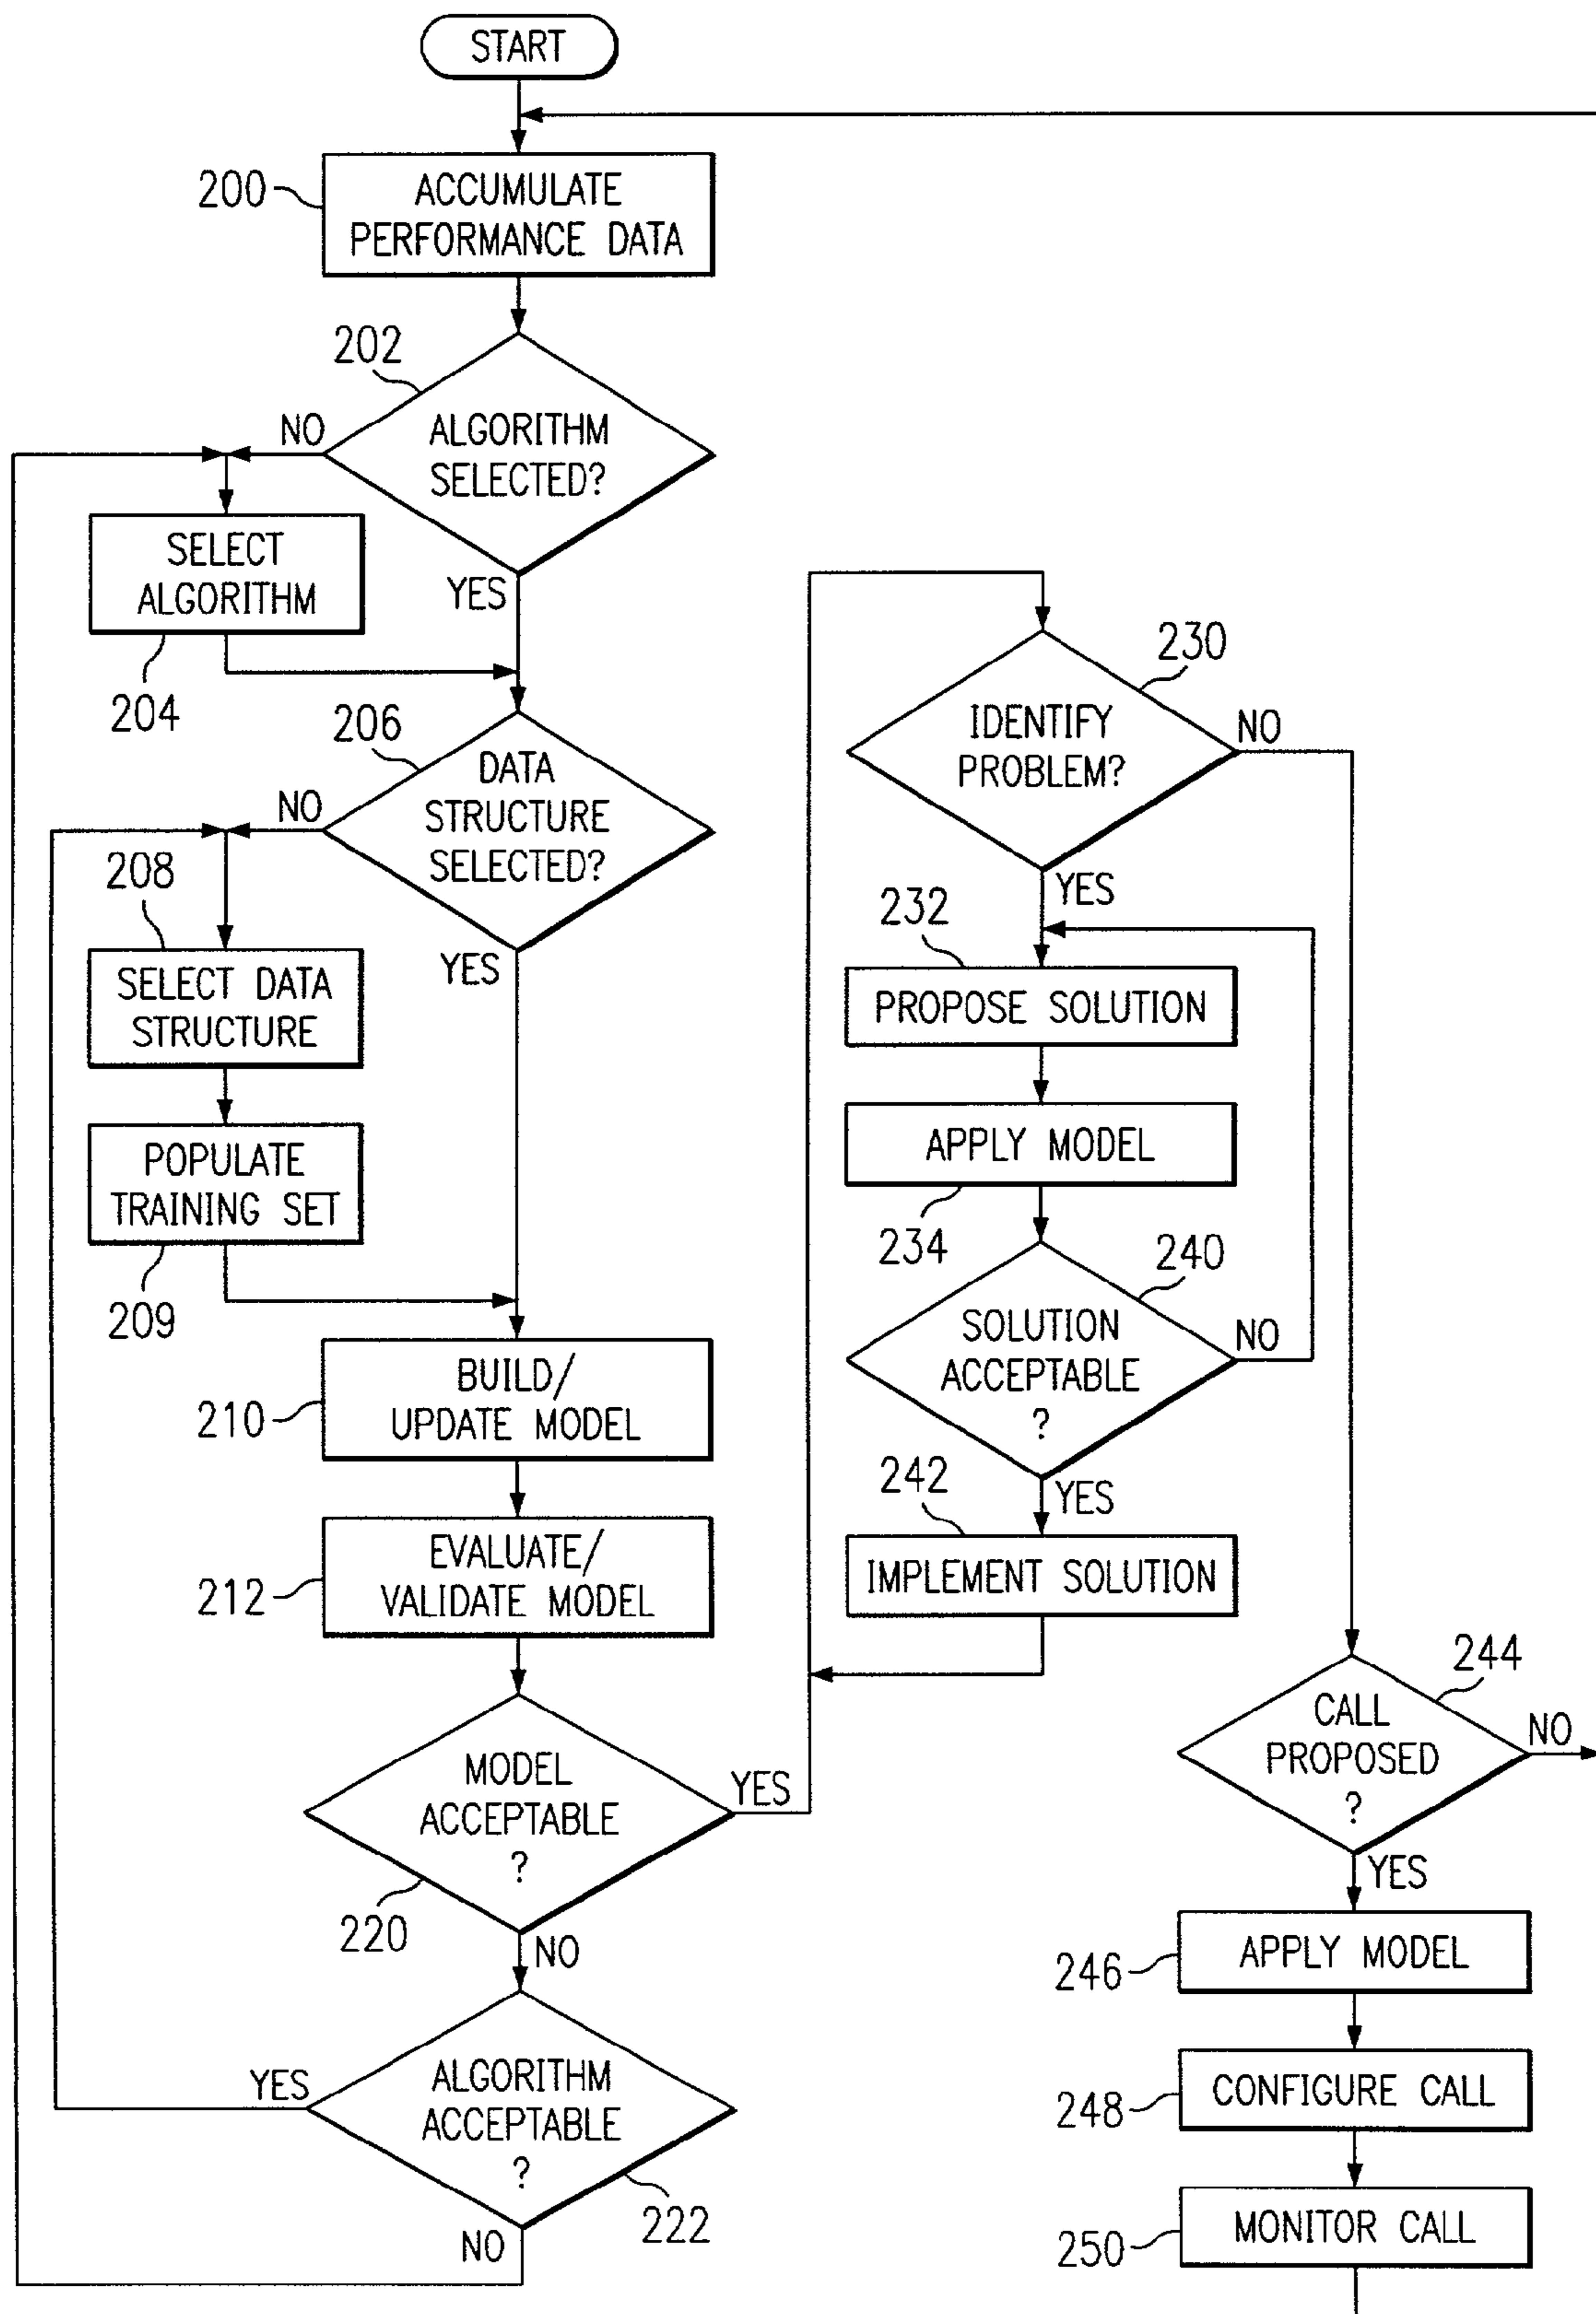 START
200
ACCUMULATE
PERFORMANCE DATA
202
ALGORITHM
SELECTED?
NO
YES
SELECT
ALGORITHM
204
206
DATA
STRUCTURE
SELECTED?
NO
YES
208
SELECT DATA
STRUCTURE
POPULATE
TRAINING SET
209
210
BUILD/
UPDATE MODEL
212
EVALUATE/
VALIDATE MODEL
MODEL
ACCEPTABLE
?
YES
220
NO
ALGORITHM
ACCEPTABLE
?
YES
222
NO
230
IDENTIFY
PROBLEM?
NO
YES
232
PROPOSE SOLUTION
APPLY MODEL
234
240
SOLUTION
ACCEPTABLE
?
NO
YES
242
IMPLEMENT SOLUTION
244
CALL
PROPOSED
?
NO
YES
246
APPLY MODEL
248
CONFIGURE CALL
250
MONITOR CALL